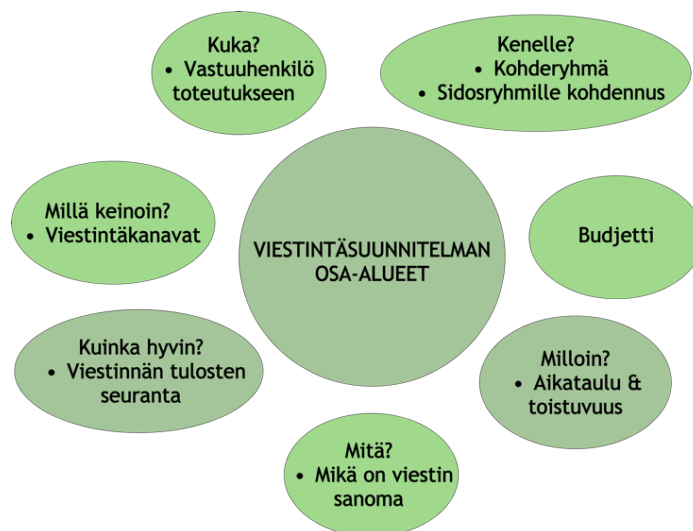 Kuka?
• Vastuuhenkilö
toteutukseen
Kenelle?
• Kohderyhmä
• Sidosryhmille kohdennus
Millä keinoin?
• Viestintäkanavat
VIESTINTÄSUUNNITELMAN
OSA-ALUEET
Budjetti
Kuinka hyvin?
• Viestinnän tulosten
seuranta
Milloin?
• Aikataulu &
toistuvuus
Mitä?
• Mikä on viestin
sanoma